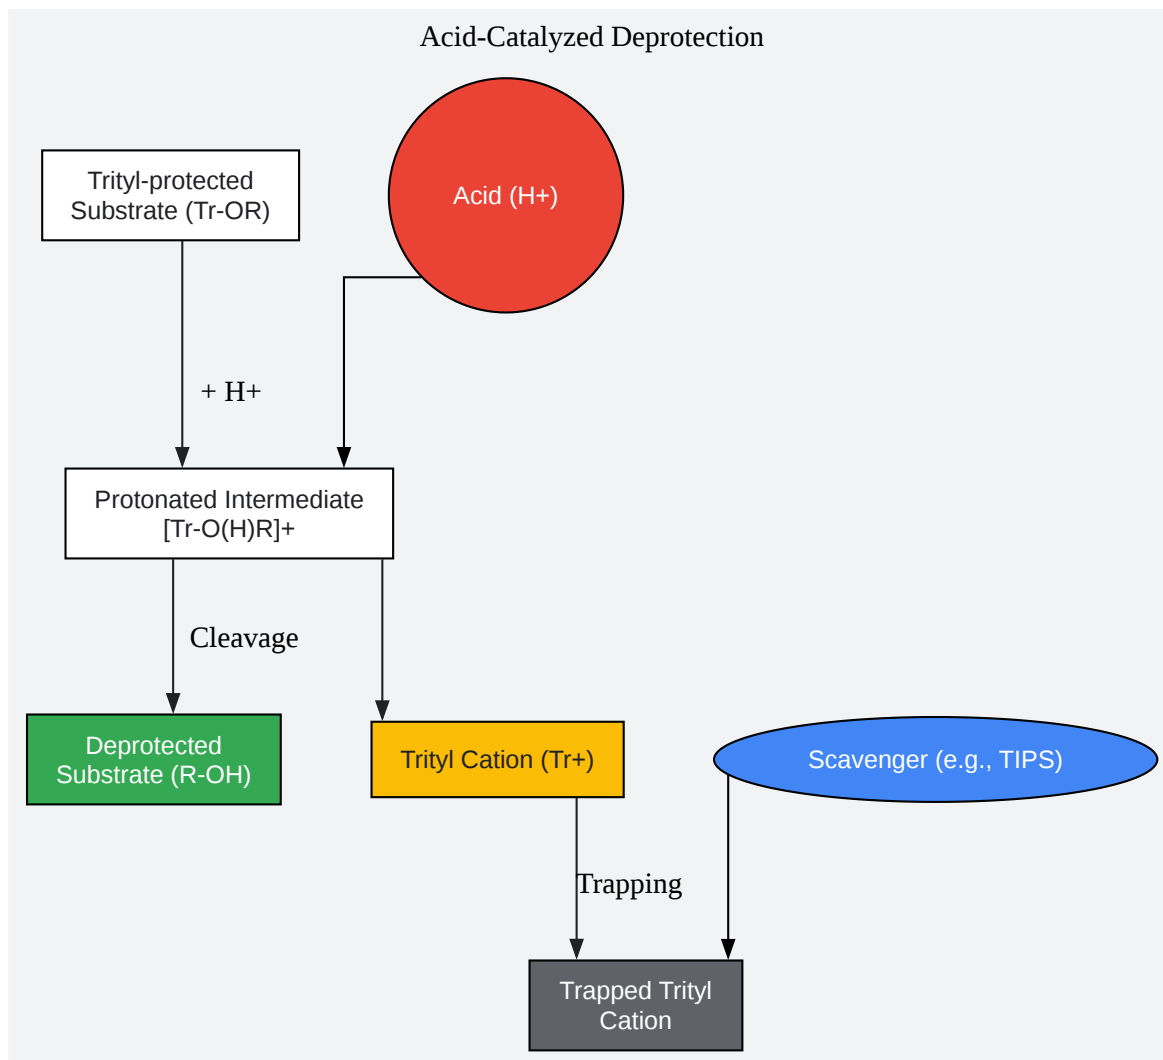 Acid-Catalyzed Deprotection
Trityl-protected
Substrate (Tr-OR)
Acid (H+)
+ H+
Protonated Intermediate
[Tr-O(H)R]+
Cleavage
Deprotected
Substrate (R-OH)
Trityl Cation (Tr+)
Scavenger (e.g., TIPS)
Trapping
Trapped Trityl
Cation